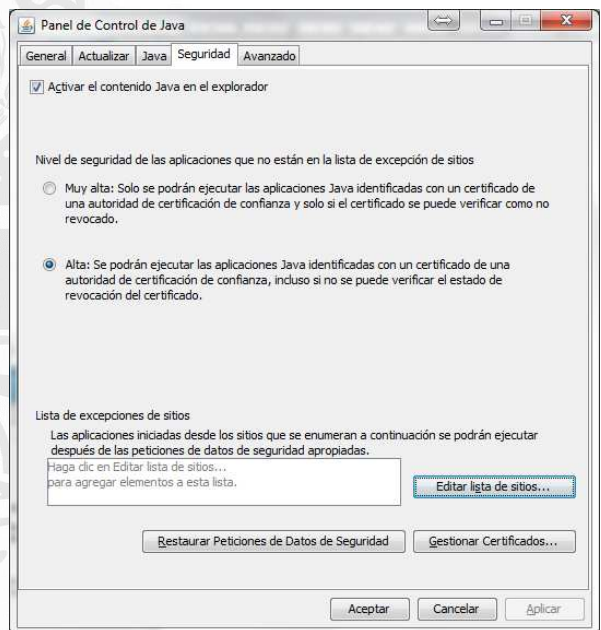 Panel de Control de Java
General Actualizar Java Seguridad Avanzado
Activar el contenido Java en el explorador
Nivel de seguridad de las aplicaciones que no están en la lista de excepción de sitios
Muy alta: Solo se podrán ejecutar las aplicaciones Java identificadas con un certificado de
una autoridad de certificación de confianza y solo si el certificado se puede verificar como no
revocado.
Alta: Se podrán ejecutar las aplicaciones Java identificadas con un certificado de una
autoridad de certificación de confianza, incluso si no se puede verificar el estado de
revocación del certificado.
Lista de excepciones de sitios
Las aplicaciones iniciadas desde los sitios que se enumeran a continuación se podrán ejecutar
después de las peticiones de datos de seguridad apropiadas.
Haga clic en Editar lista de sitios...
para agregar elementos a esta lista.
Editar lista de sitios...
Restaurar Peticiones de Datos de Seguridad Gestionar Certificados...
Aceptar Cancelar Aplicar